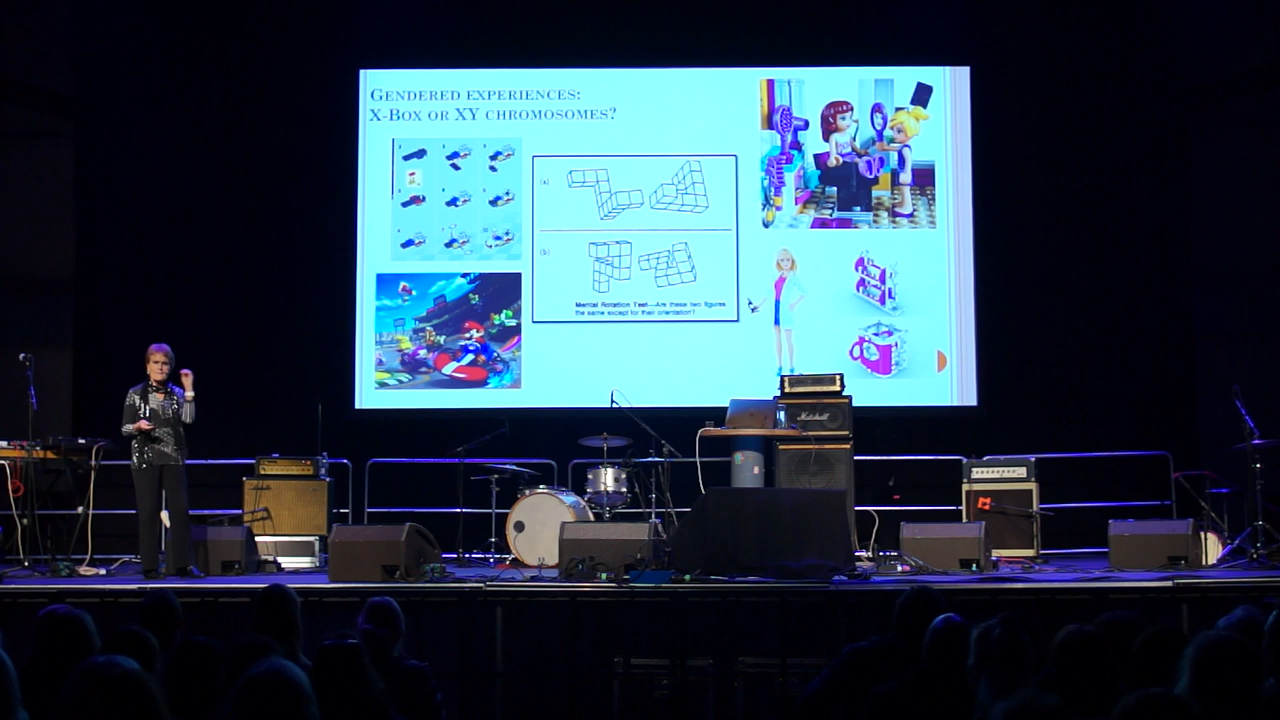 GENDERED EXPERIENCES:
X-BOX OR XY CHROMOSOMES?
(a)
(b)
Mental Rotation Test—Are these two figures
the same except for their orientation?
Marshall